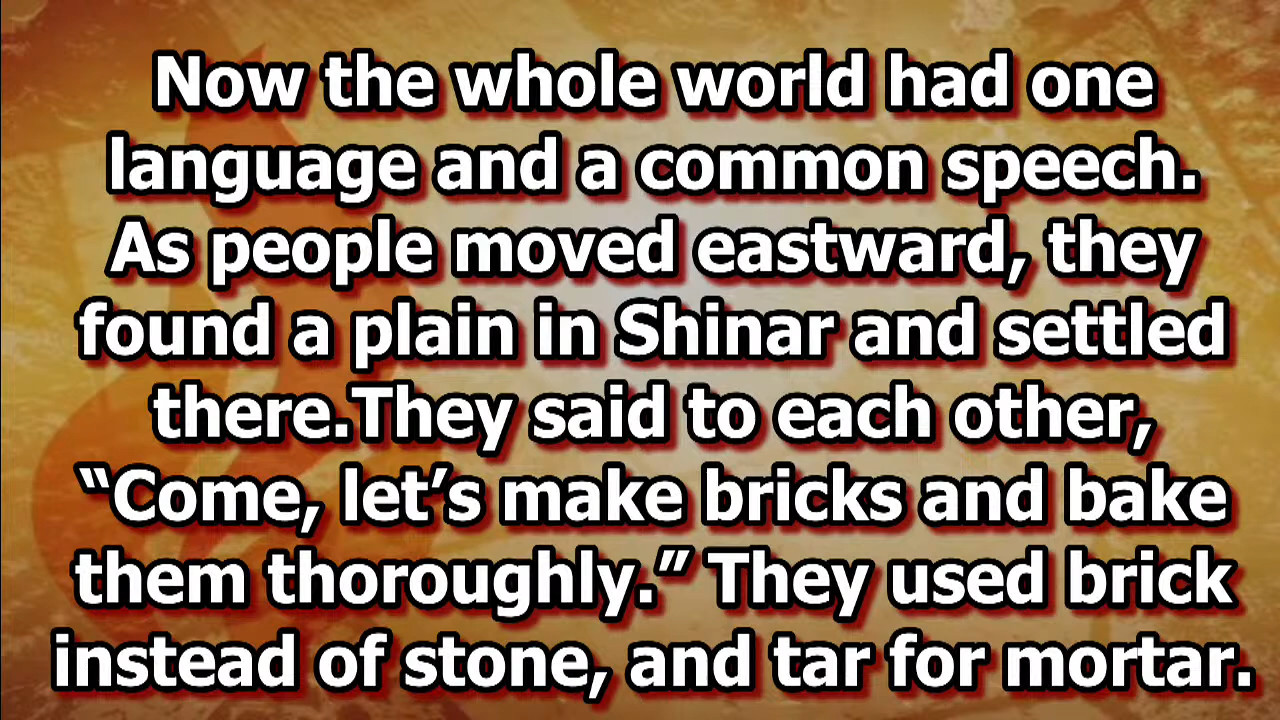 Now the whole world had one
language and a common speech.
As people moved eastward, they
found a plain in Shinar and settled
there.They said to each other,
“Come, let’s make bricks and bake
them thoroughly.” They used brick
instead of stone, and tar for mortar.